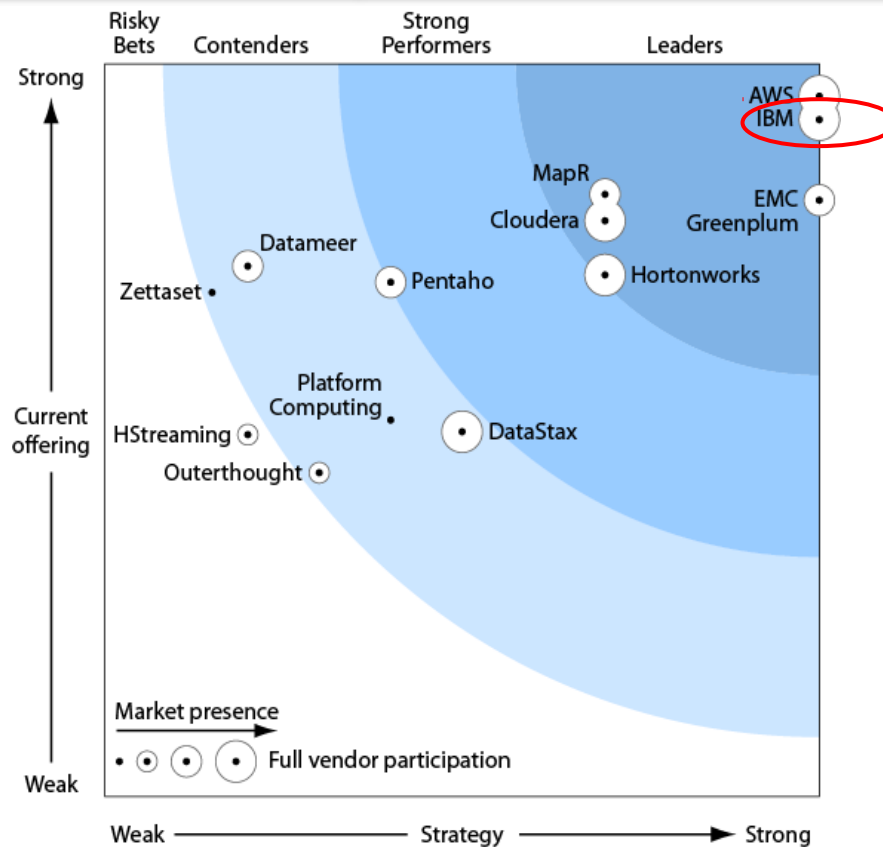 Risky
Bets
Contenders
Strong
Performers
Leaders
Strong
AWS
IBM
MapR
EMC
Greenplum
Cloudera
Datameer
Hortonworks
Pentaho
Zettaset
Platform
Computing
Current
offering
HStreaming
DataStax
Outerthought
Market presence
Full vendor participation
Weak
Weak
Strategy
Strong